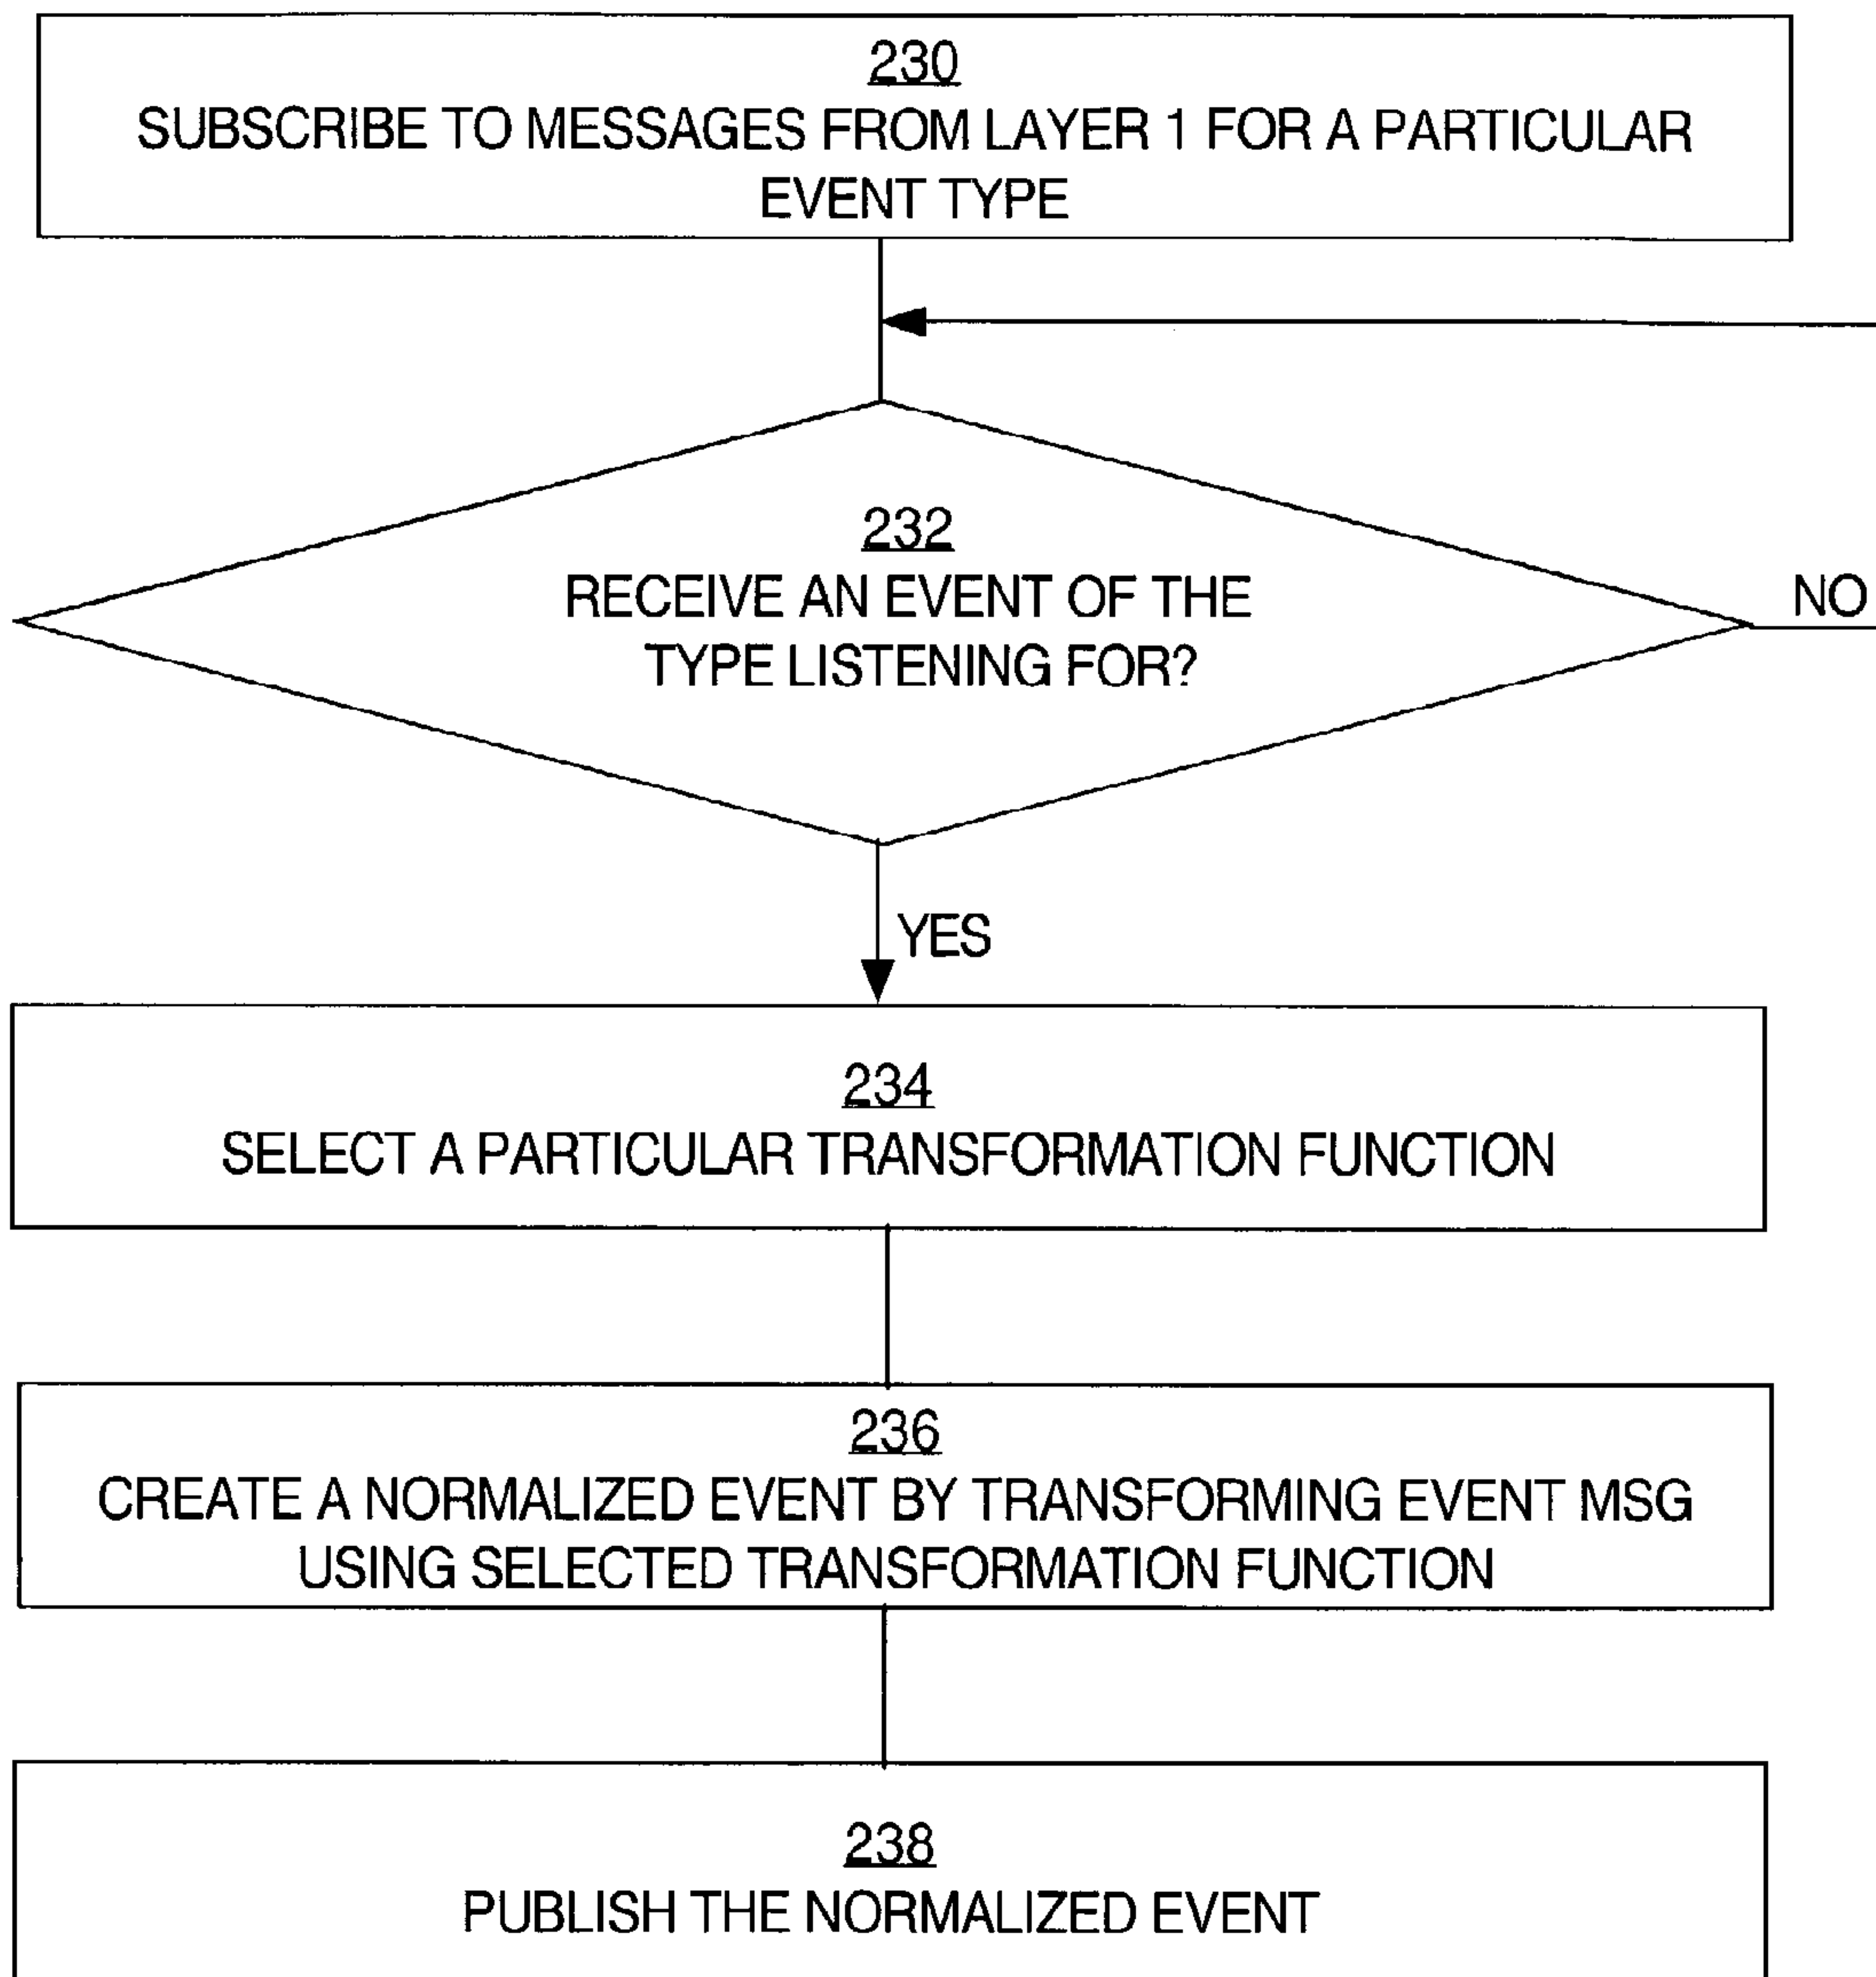 230
SUBSCRIBE TO MESSAGES FROM LAYER 1 FOR A PARTICULAR
EVENT TYPE
232
RECEIVE AN EVENT OF THE
TYPE LISTENING FOR?
NO
YES
234
SELECT A PARTICULAR TRANSFORMATION FUNCTION
236
CREATE A NORMALIZED EVENT BY TRANSFORMING EVENT MSG
USING SELECTED TRANSFORMATION FUNCTION
238
PUBLISH THE NORMALIZED EVENT